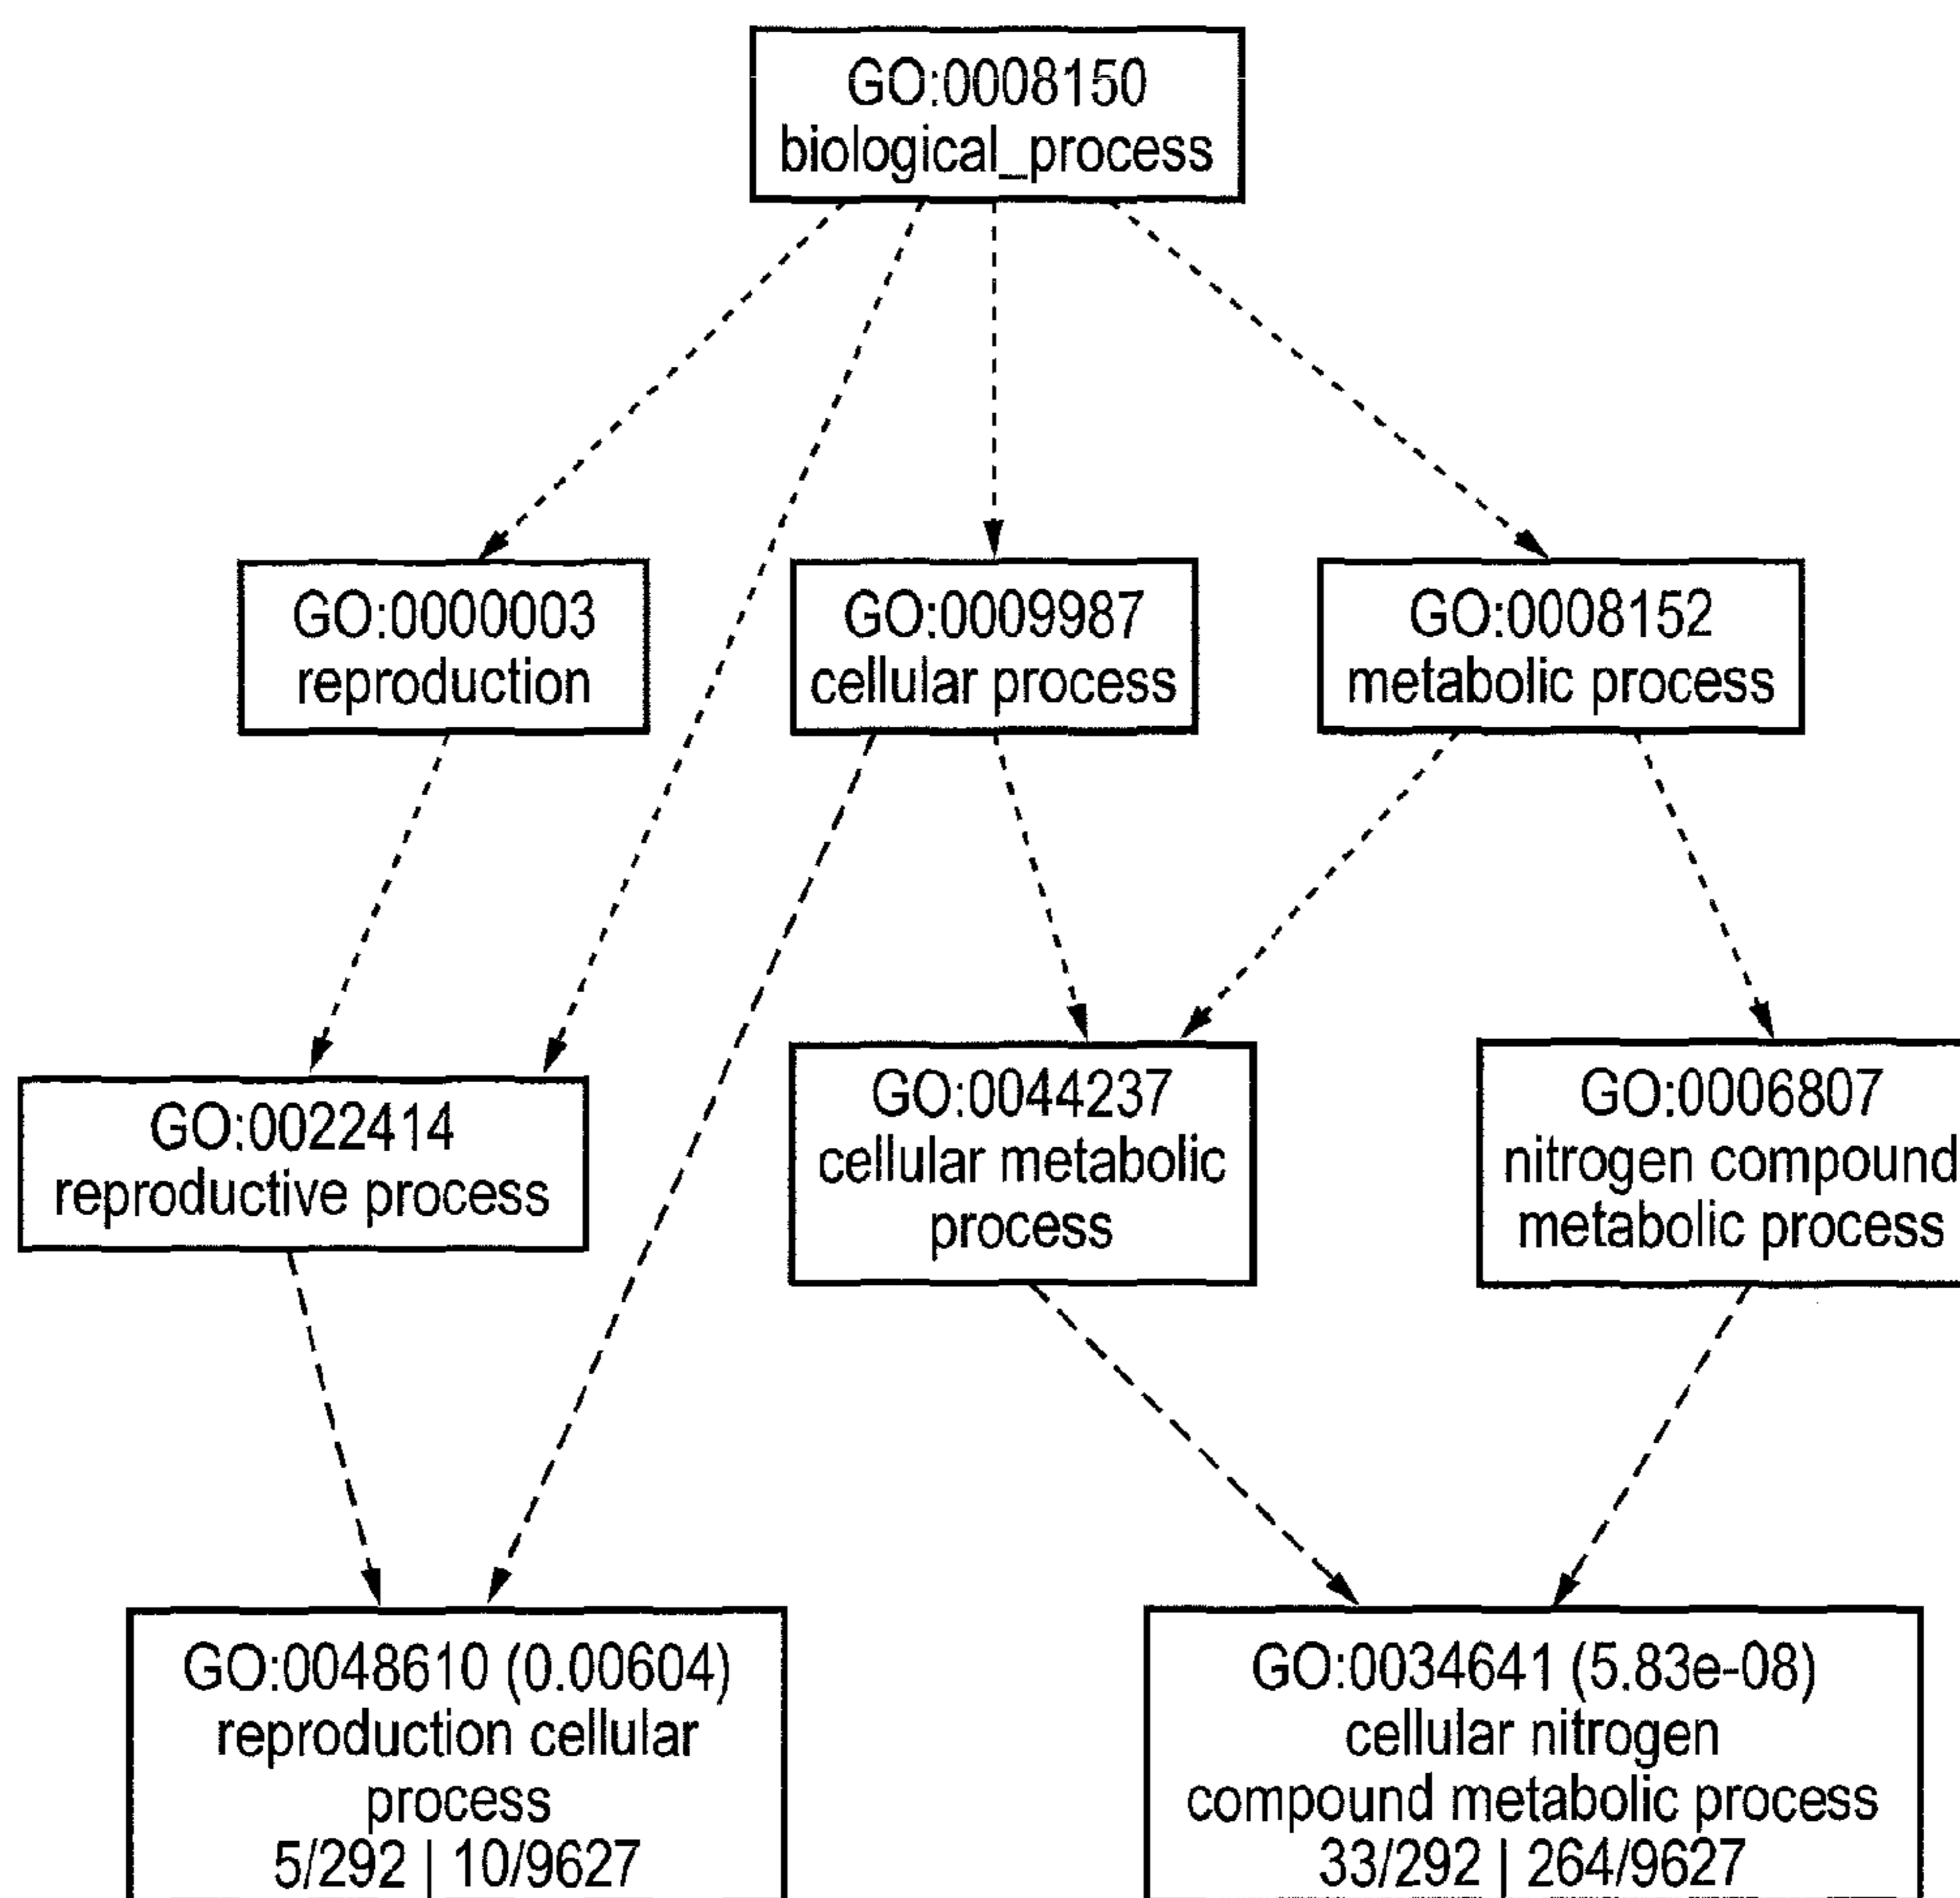 GO:0008150
biological_process
GO:0000003
reproduction
GO:0009987
cellular process
GO:0008152
metabolic process
GO:0022414
reproductive process
GO:0044237
cellular metabolic
process
GO:0006807
nitrogen compound
metabolic process
GO:0048610 (0.00604)
reproduction cellular
process
5/292 | 10/9627
GO:0034641 (5.83e-08)
cellular nitrogen
compound metabolic process
33/292 | 264/9627